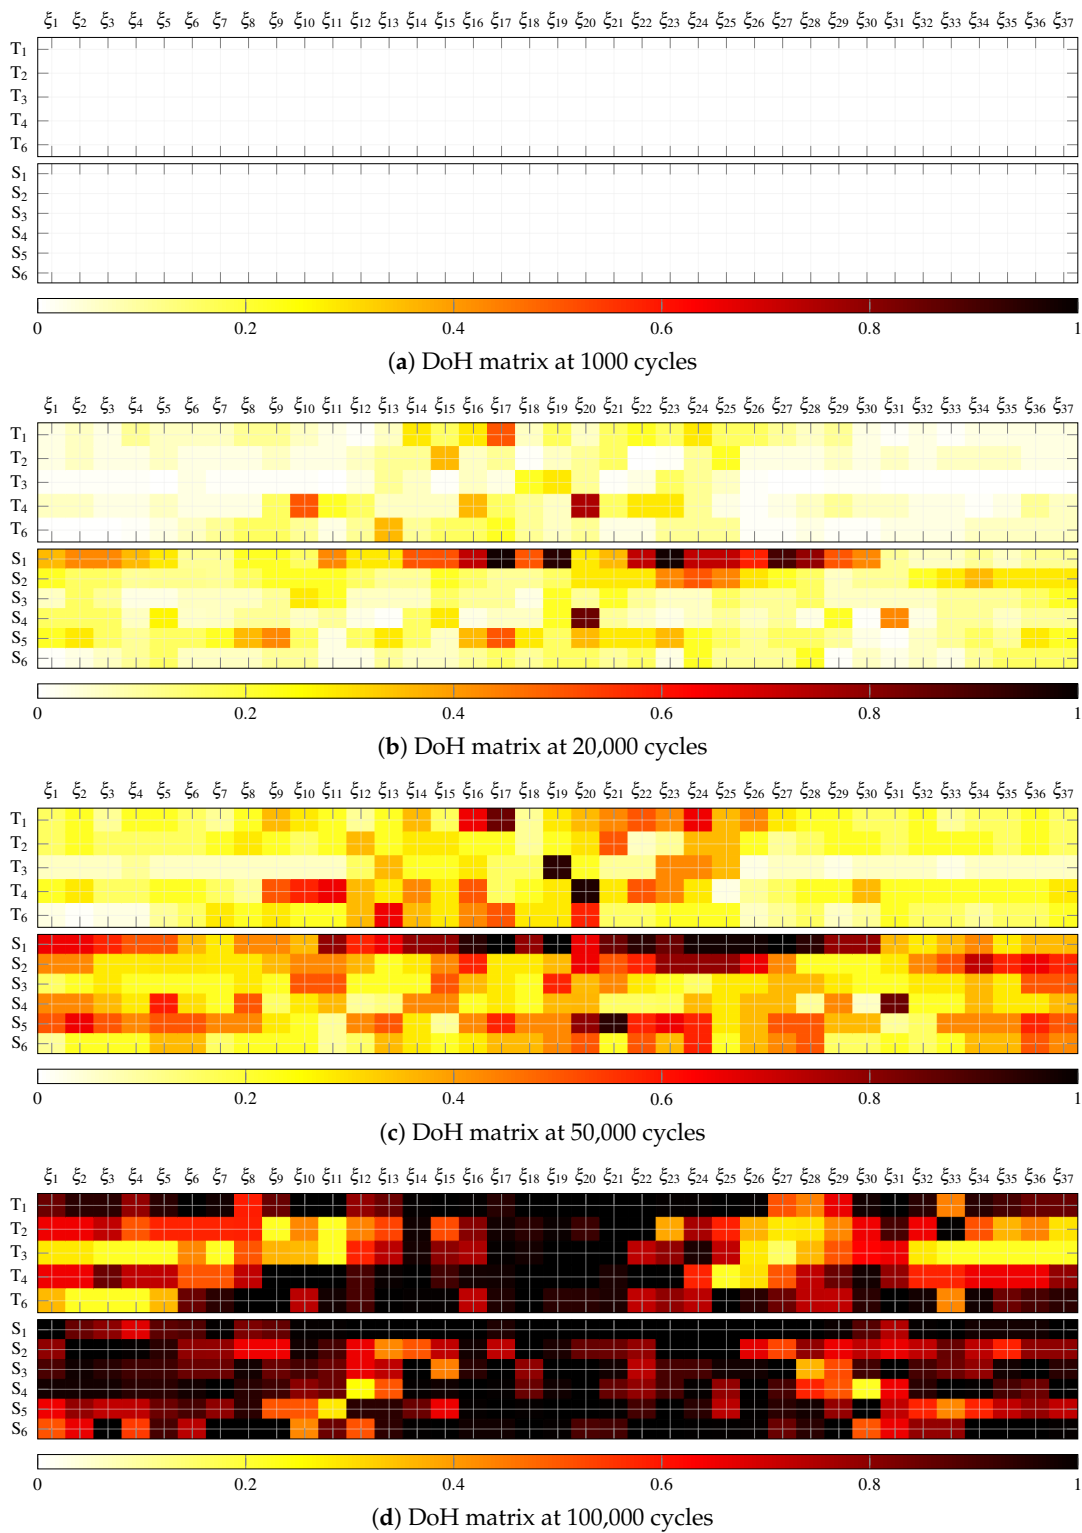 ξ1 ξ2 ξ3 ξ4 ξ5 ξ6 ξ7 ξ8 ξ9 ξ10 ξ11 ξ12 ξ13 ξ14 ξ15 ξ16 ξ17 ξ18 ξ19 ξ20 ξ21 ξ22 ξ23 ξ24 ξ25 ξ26 ξ27 ξ28 ξ29 ξ30 ξ31 ξ32 ξ33 ξ34 ξ35 ξ36 ξ37
T1
T2
T3
T4
T6
S1
S2
S3
S4
S5
S6
0 0.2 0.4 0.6 0.8 1
(a) DoH matrix at 1000 cycles
ξ1 ξ2 ξ3 ξ4 ξ5 ξ6 ξ7 ξ8 ξ9 ξ10 ξ11 ξ12 ξ13 ξ14 ξ15 ξ16 ξ17 ξ18 ξ19 ξ20 ξ21 ξ22 ξ23 ξ24 ξ25 ξ26 ξ27 ξ28 ξ29 ξ30 ξ31 ξ32 ξ33 ξ34 ξ35 ξ36 ξ37
T1
T2
T3
T4
T6
S1
S2
S3
S4
S5
S6
0 0.2 0.4 0.6 0.8 1
(b) DoH matrix at 20,000 cycles
ξ1 ξ2 ξ3 ξ4 ξ5 ξ6 ξ7 ξ8 ξ9 ξ10 ξ11 ξ12 ξ13 ξ14 ξ15 ξ16 ξ17 ξ18 ξ19 ξ20 ξ21 ξ22 ξ23 ξ24 ξ25 ξ26 ξ27 ξ28 ξ29 ξ30 ξ31 ξ32 ξ33 ξ34 ξ35 ξ36 ξ37
T1
T2
T3
T4
T6
S1
S2
S3
S4
S5
S6
0 0.2 0.4 0.6 0.8 1
(c) DoH matrix at 50,000 cycles
ξ1 ξ2 ξ3 ξ4 ξ5 ξ6 ξ7 ξ8 ξ9 ξ10 ξ11 ξ12 ξ13 ξ14 ξ15 ξ16 ξ17 ξ18 ξ19 ξ20 ξ21 ξ22 ξ23 ξ24 ξ25 ξ26 ξ27 ξ28 ξ29 ξ30 ξ31 ξ32 ξ33 ξ34 ξ35 ξ36 ξ37
T1
T2
T3
T4
T6
S1
S2
S3
S4
S5
S6
0 0.2 0.4 0.6 0.8 1
(d) DoH matrix at 100,000 cycles